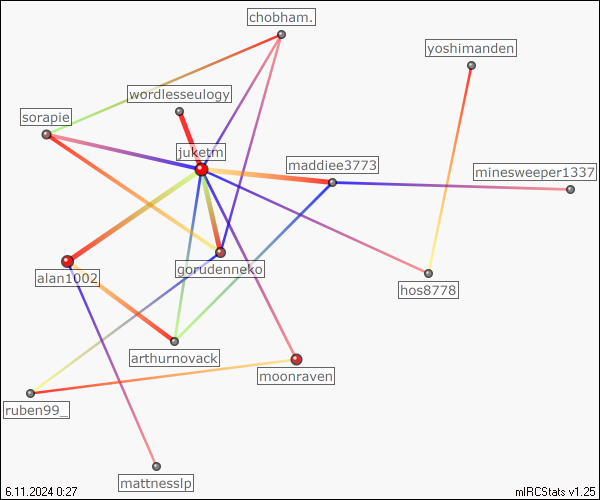 chobham.
yoshimanden
wordlesseulogy
sorapie
juketm
maddiee3773
minesweeper1337
gorudenneko
alan1002
hos8778
arthurnovack
moonraven
ruben99_
mattnesslp
6.11.2024 0:27
mIRCStats v1.25